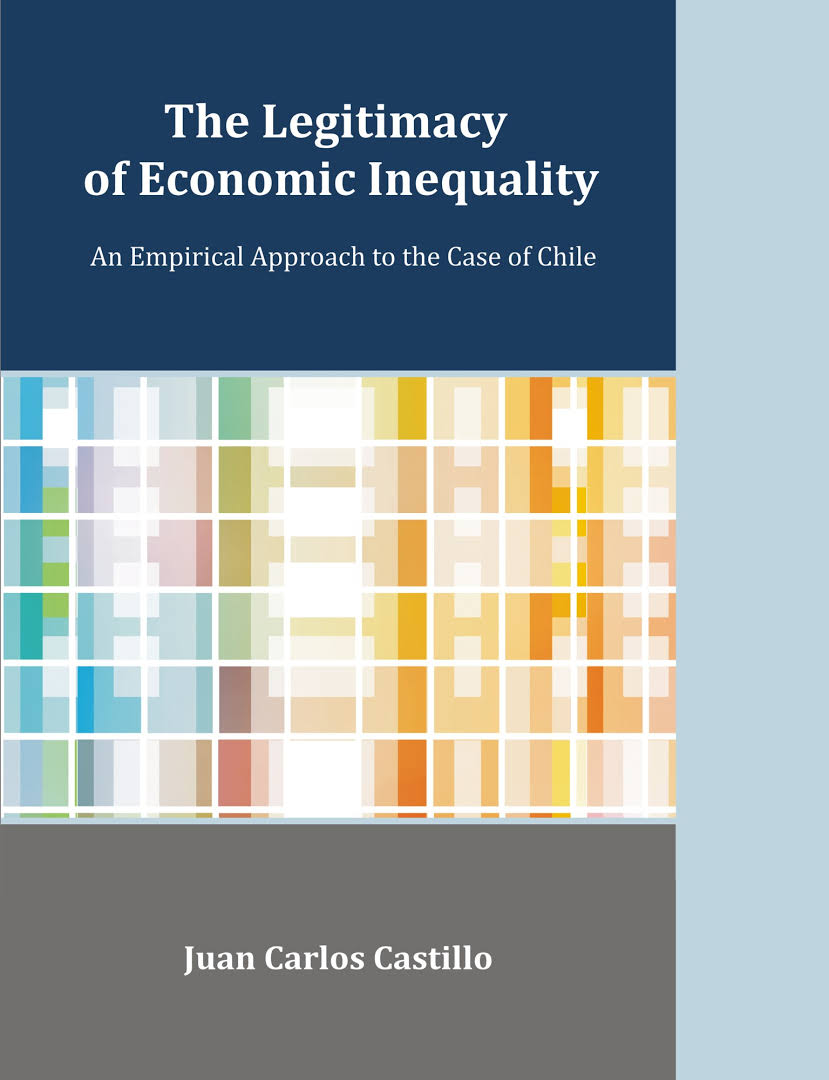 The Legitimacy
of Economic Inequality
An Empirical Approach to the Case of Chile
Juan Carlos Castillo